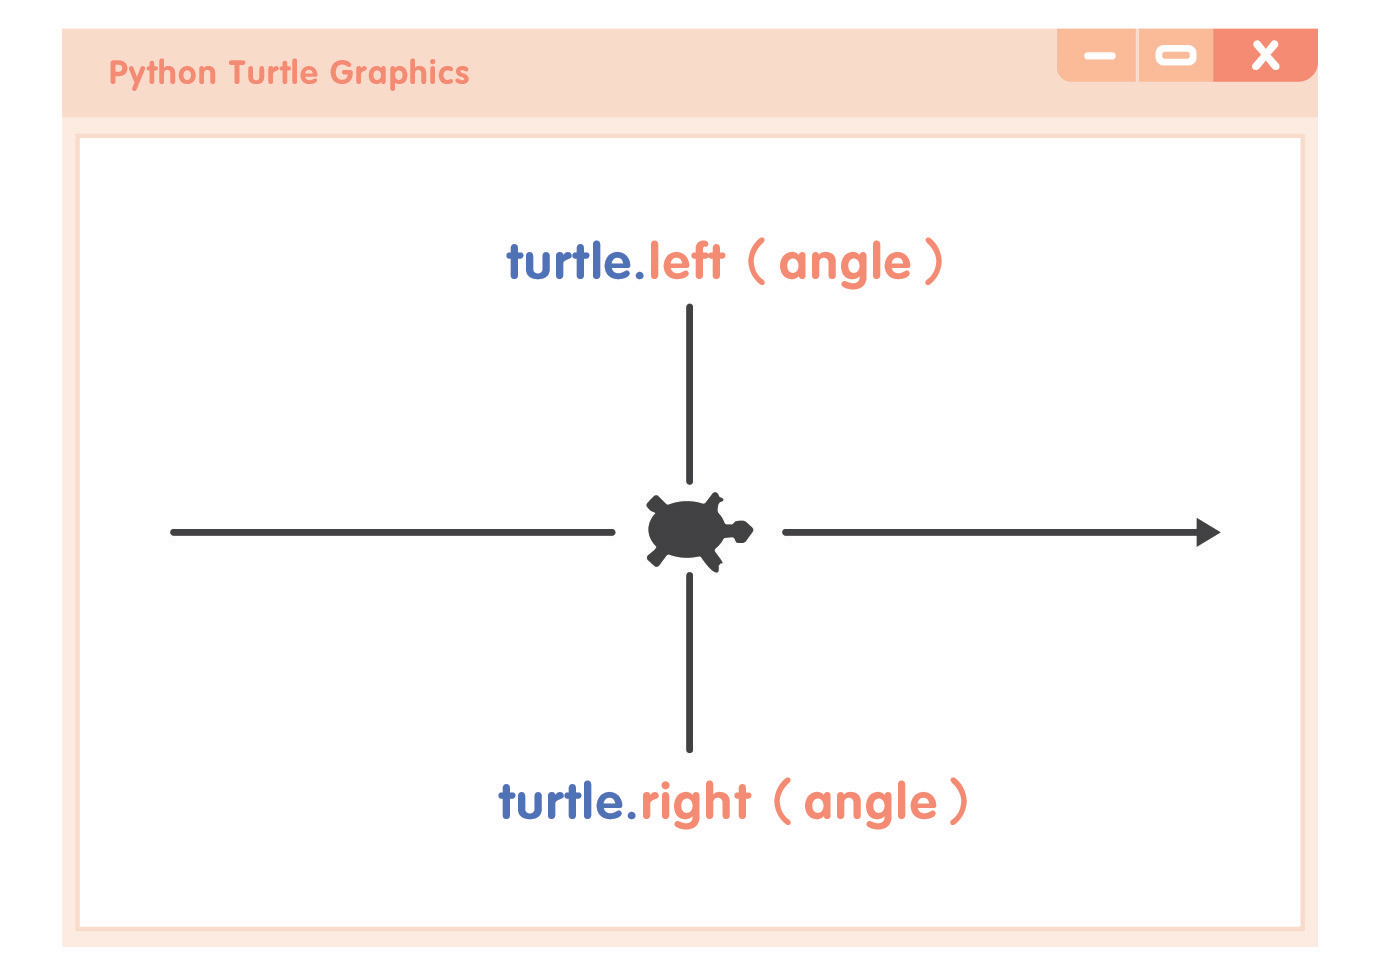 Python Turtle Graphics
turtle.left ( angle )
turtle.right ( angle )